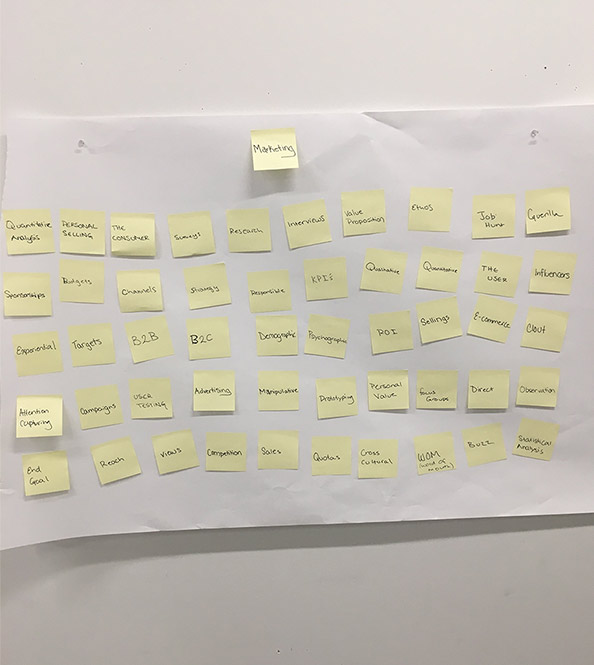 Marketing
Quantitative
Analysis
PERSONAL
SELLING
THE
CONSUMER
Surveys
Research
Interviews
Value
Proposition
Ethos
Job
Hunt
Guerilla
Sponsorships
Budgets
Channels
Strategy
Responsible
KPI's
Qualitative
Quantitative
THE
USER
Influencers
Exponential
Targets
B2B
B2C
Demographic
Psychographic
ROI
Sellings
E-commerce
Clout
Attention
Capturing
Campaigns
USER
TESTING
Advertising
Manipulative
Prototyping
Personal
Value
Focus
Groups
Direct
Observation
End
Goal
Reach
Views
Competition
Sales
Quotas
Cross
Cultural
WOM
(word of
mouth)
Buzz
Statistical
Analysis